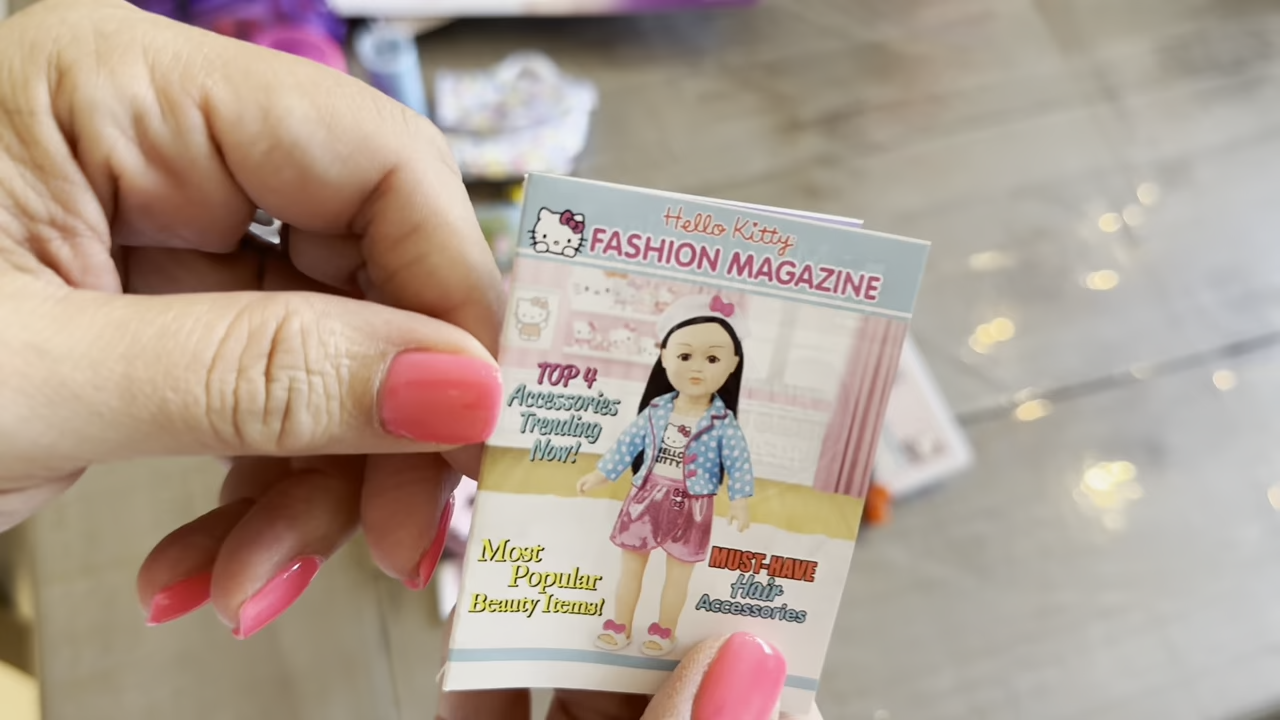 Hello Kitty
FASHION MAGAZINE
TOP 4
Accessories
Trending
Now!
HELLO
KITTY
Most
Popular
Beauty Items!
MUST-HAVE
Hair
Accessories